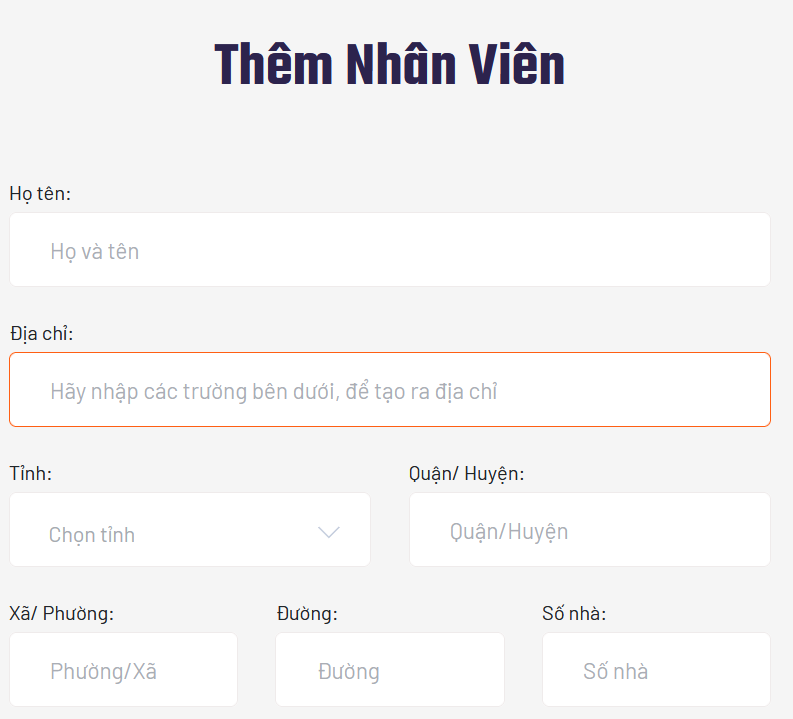 Thêm Nhân Viên
Họ tên:
Họ và tên
Địa chỉ:
Hãy nhập các trường bên dưới, để tạo ra địa chỉ
Tỉnh:
Quận/ Huyện:
Chọn tỉnh
Quận/Huyện
Xã/ Phường:
Đường:
Số nhà:
Phường/Xã
Đường
Số nhà